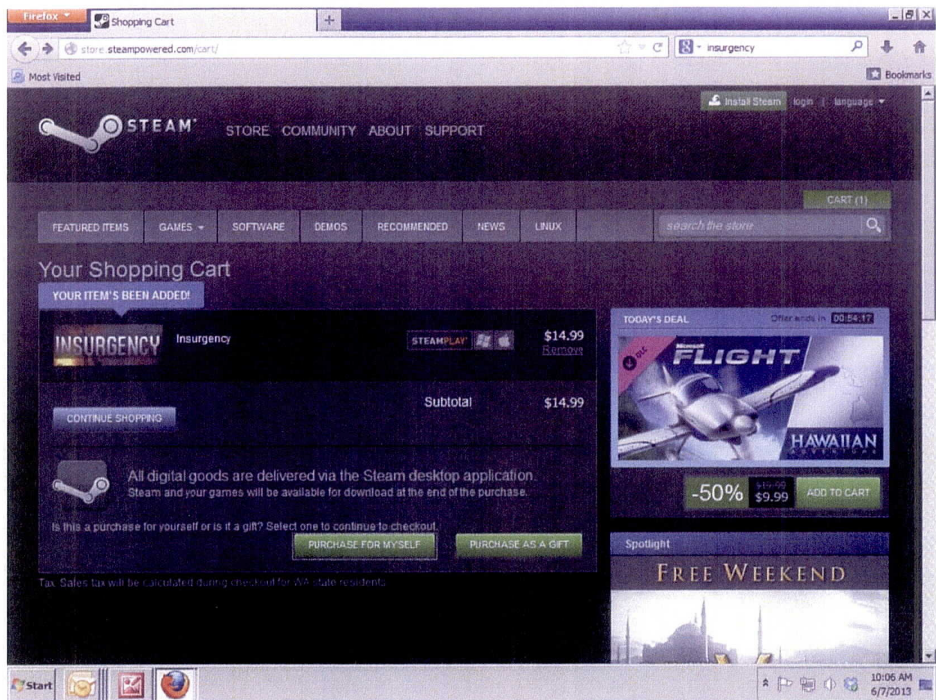 Firefox
Shopping Cart
store.steampowered.com/cart/
insurgency
Most Visited
Bookmarks
Install Steam login | language
STEAM
STORE COMMUNITY ABOUT SUPPORT
CART (1)
FEATURED ITEMS GAMES SOFTWARE DEMOS RECOMMENDED NEWS LINUX
search the store
Your Shopping Cart
YOUR ITEM'S BEEN ADDED!
INSURGENCY
Insurgency
STEAMPLAY
$14.99
Remove
Subtotal $14.99
CONTINUE SHOPPING
All digital goods are delivered via the Steam desktop application.
Steam and your games will be available for download at the end of the purchase.
Is this a purchase for yourself or is it a gift? Select one to continue to checkout.
PURCHASE FOR MYSELF PURCHASE AS A GIFT
Tax: Sales tax will be calculated during checkout for WA state residents
TODAY'S DEAL Offer ends in 00:54:17
DLC
Microsoft
FLIGHT
HAWAIIAN
ADVENTURE
-50% $19.99 $9.99 ADD TO CART
Spotlight
FREE WEEKEND
Start
10:06 AM
6/7/2013